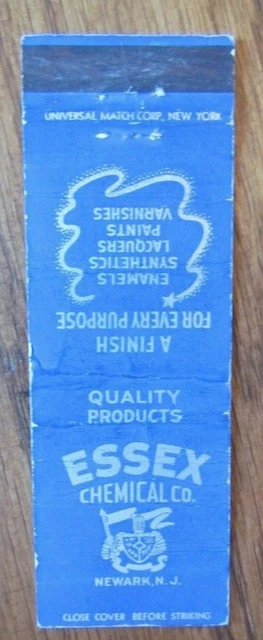 UNIVERSAL MATCH CORP., NEW YORK
A FINISH
FOR EVERY PURPOSE
ENAMELS
SYNTHETICS
LACQUERS
PAINTS
VARNISHES
QUALITY
PRODUCTS
ESSEX
CHEMICAL CO.
NEWARK, N. J.
CLOSE COVER BEFORE STRIKING